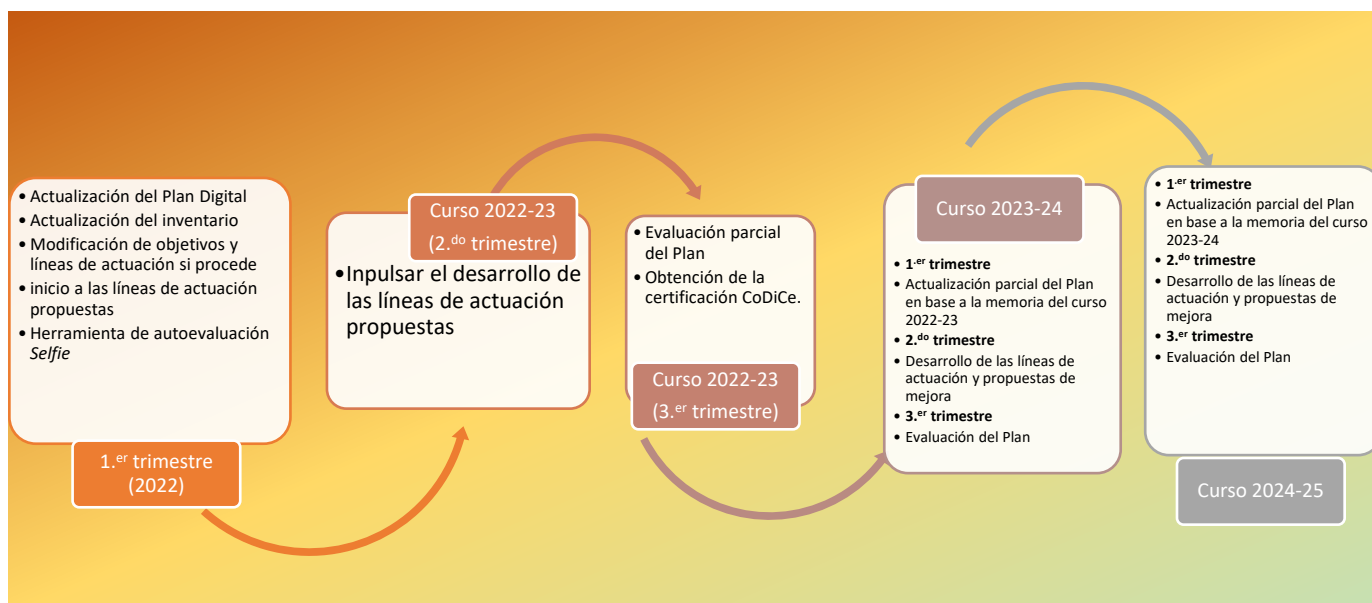 • Actualización del Plan Digital
• Actualización del inventario
• Modificación de objetivos y
líneas de actuación si procede
• inicio a las líneas de actuación
propuestas
• Herramienta de autoevaluación
Selfie
1.er trimestre
(2022)
Curso 2022-23
(2.do trimestre)
•Inpulsar el desarrollo de
las líneas de actuación
propuestas
• Evaluación parcial
del Plan
• Obtención de la
certificación CoDiCe.
Curso 2022-23
(3.er trimestre)
Curso 2023-24
• 1.er trimestre
• Actualización parcial del Plan
en base a la memoria del curso
2022-23
• 2.do trimestre
• Desarrollo de las líneas de
actuación y propuestas de
mejora
• 3.er trimestre
• Evaluación del Plan
• 1.er trimestre
• Actualización parcial del Plan
en base a la memoria del curso
2023-24
• 2.do trimestre
• Desarrollo de las líneas de
actuación y propuestas de
mejora
• 3.er trimestre
• Evaluación del Plan
Curso 2024-25